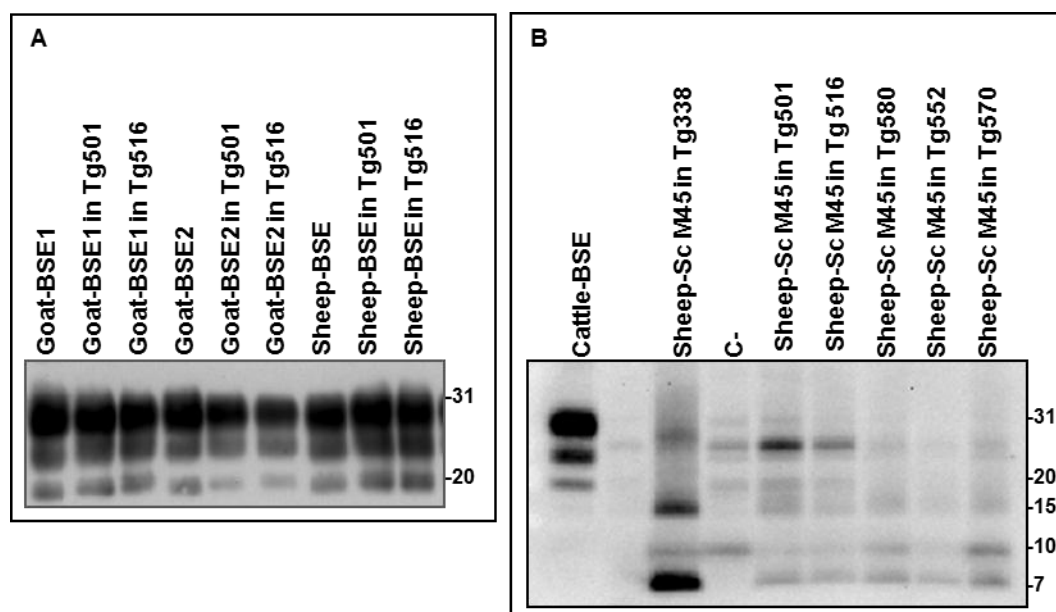 A
Goat-BSE1
Goat-BSE1 in Tg501
Goat-BSE1 in Tg516
Goat-BSE2
Goat-BSE2 in Tg501
Goat-BSE2 in Tg516
Sheep-BSE
Sheep-BSE in Tg501
Sheep-BSE in Tg516
-31
-20
B
Cattle-BSE
Sheep-Sc M45 in Tg338
C-
Sheep-Sc M45 in Tg501
Sheep-Sc M45 in Tg 516
Sheep-Sc M45 in Tg580
Sheep-Sc M45 in Tg552
Sheep-Sc M45 in Tg570
-31
-20
-15
-10
-7